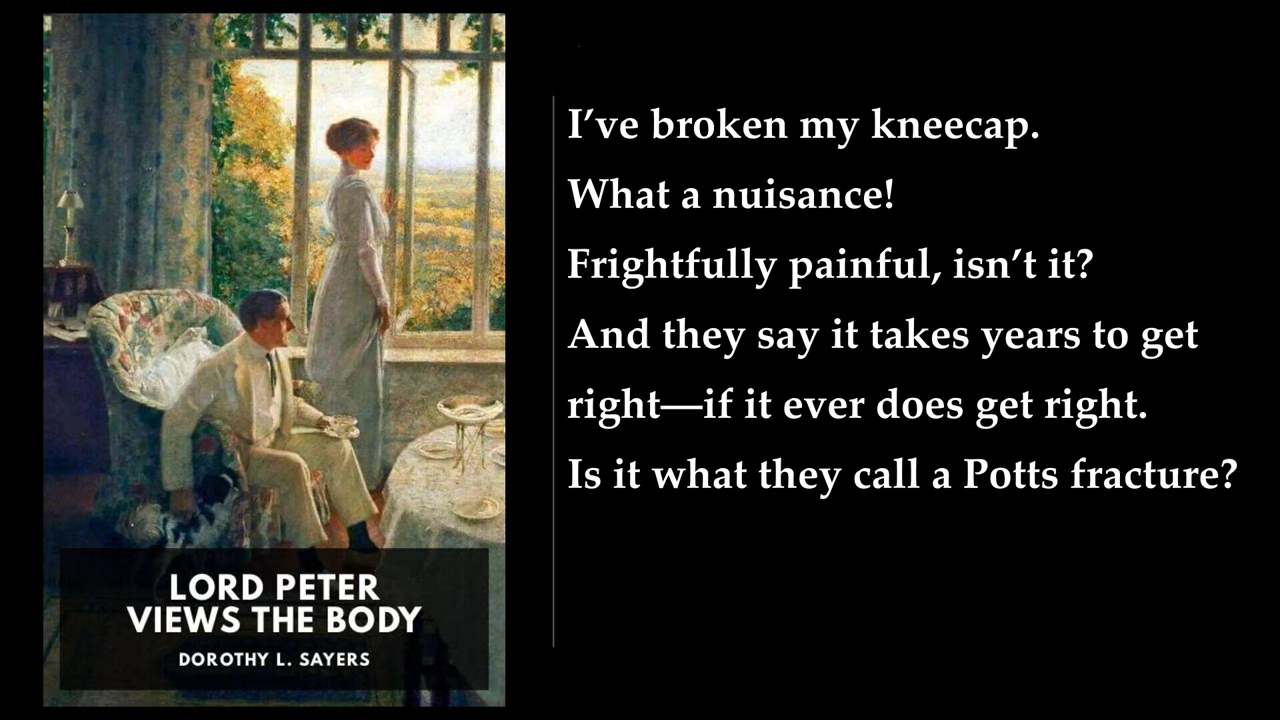 I’ve broken my kneecap.
What a nuisance!
Frightfully painful, isn’t it?
And they say it takes years to get
right—if it ever does get right.
Is it what they call a Potts fracture?
LORD PETER
VIEWS THE BODY
DOROTHY L. SAYERS